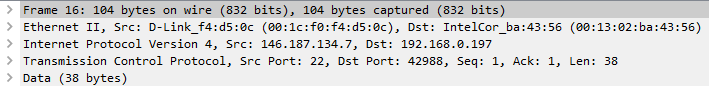 Frame 16: 104 bytes on wire (832 bits), 104 bytes captured (832 bits)
Ethernet II, Src: D-Link_f4:d5:0c (00:1c:f0:f4:d5:0c), Dst: IntelCor_ba:43:56 (00:13:02:ba:43:56)
Internet Protocol Version 4, Src: 146.187.134.7, Dst: 192.168.0.197
Transmission Control Protocol, Src Port: 22, Dst Port: 42988, Seq: 1, Ack: 1, Len: 38
Data (38 bytes)